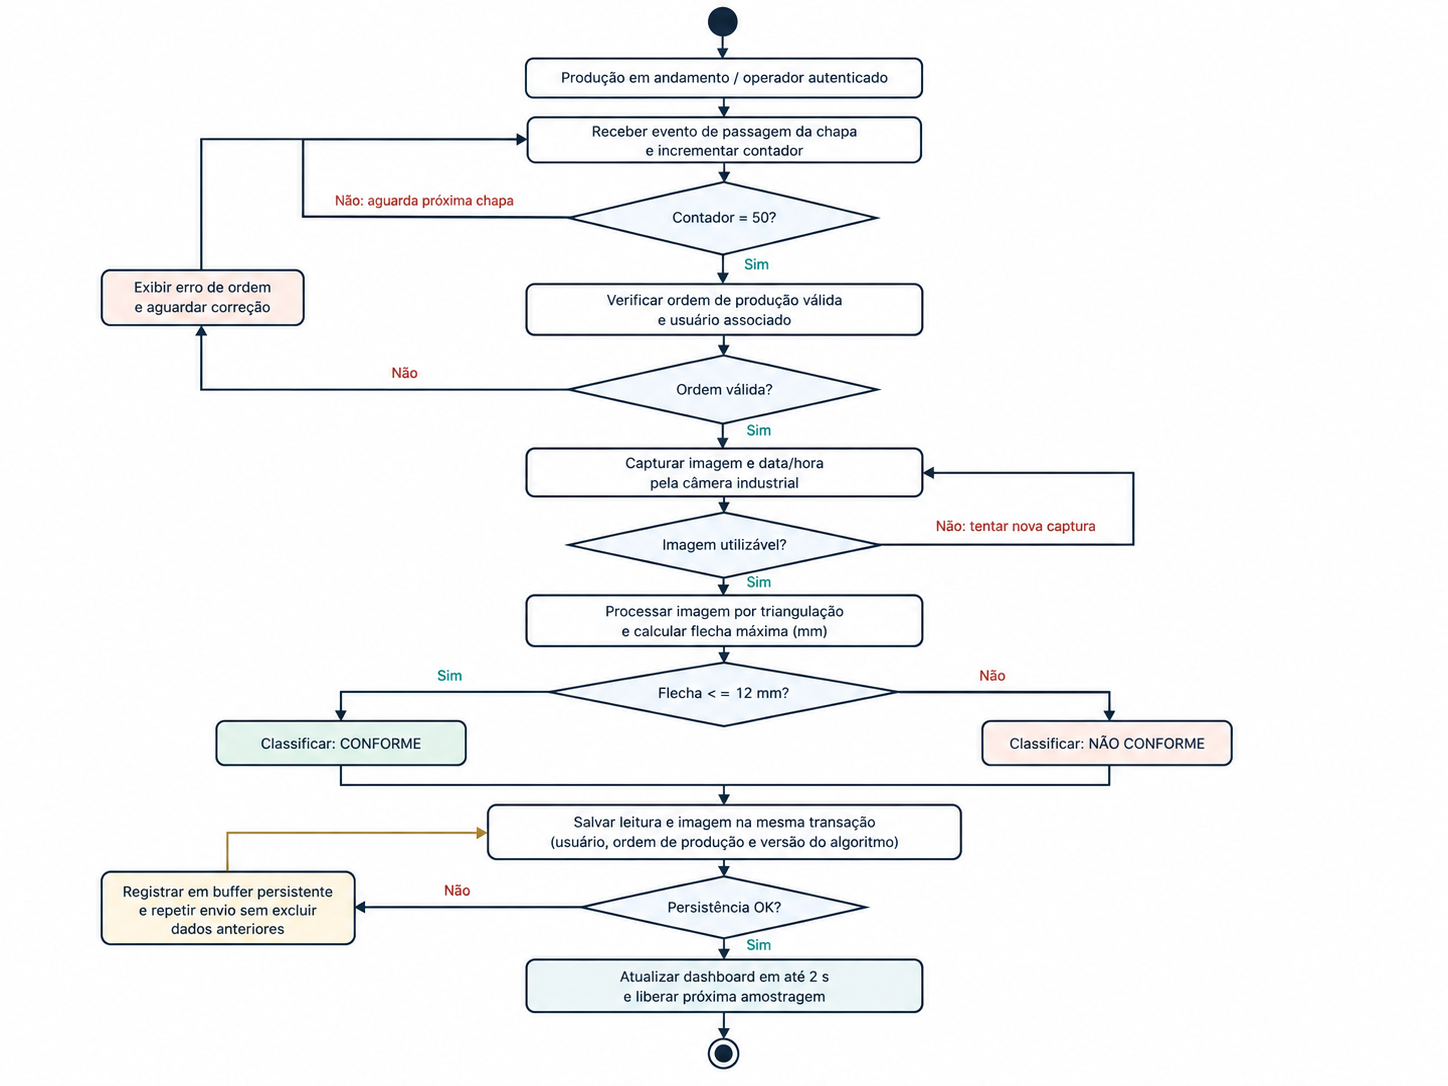 Produção em andamento / operador autenticado
Receber evento de passagem da chapa
e incrementar contador
Não: aguarda próxima chapa
Contador = 50?
Sim
Exibir erro de ordem
e aguardar correção
Verificar ordem de produção válida
e usuário associado
Não
Ordem válida?
Sim
Capturar imagem e data/hora
pela câmera industrial
Não: tentar nova captura
Imagem utilizável?
Sim
Processar imagem por triangulação
e calcular flecha máxima (mm)
Sim
Flecha < = 12 mm?
Não
Classificar: CONFORME
Classificar: NÃO CONFORME
Salvar leitura e imagem na mesma transação
(usuário, ordem de produção e versão do algoritmo)
Registrar em buffer persistente
e repetir envio sem excluir
dados anteriores
Não
Persistência OK?
Sim
Atualizar dashboard em até 2 s
e liberar próxima amostragem